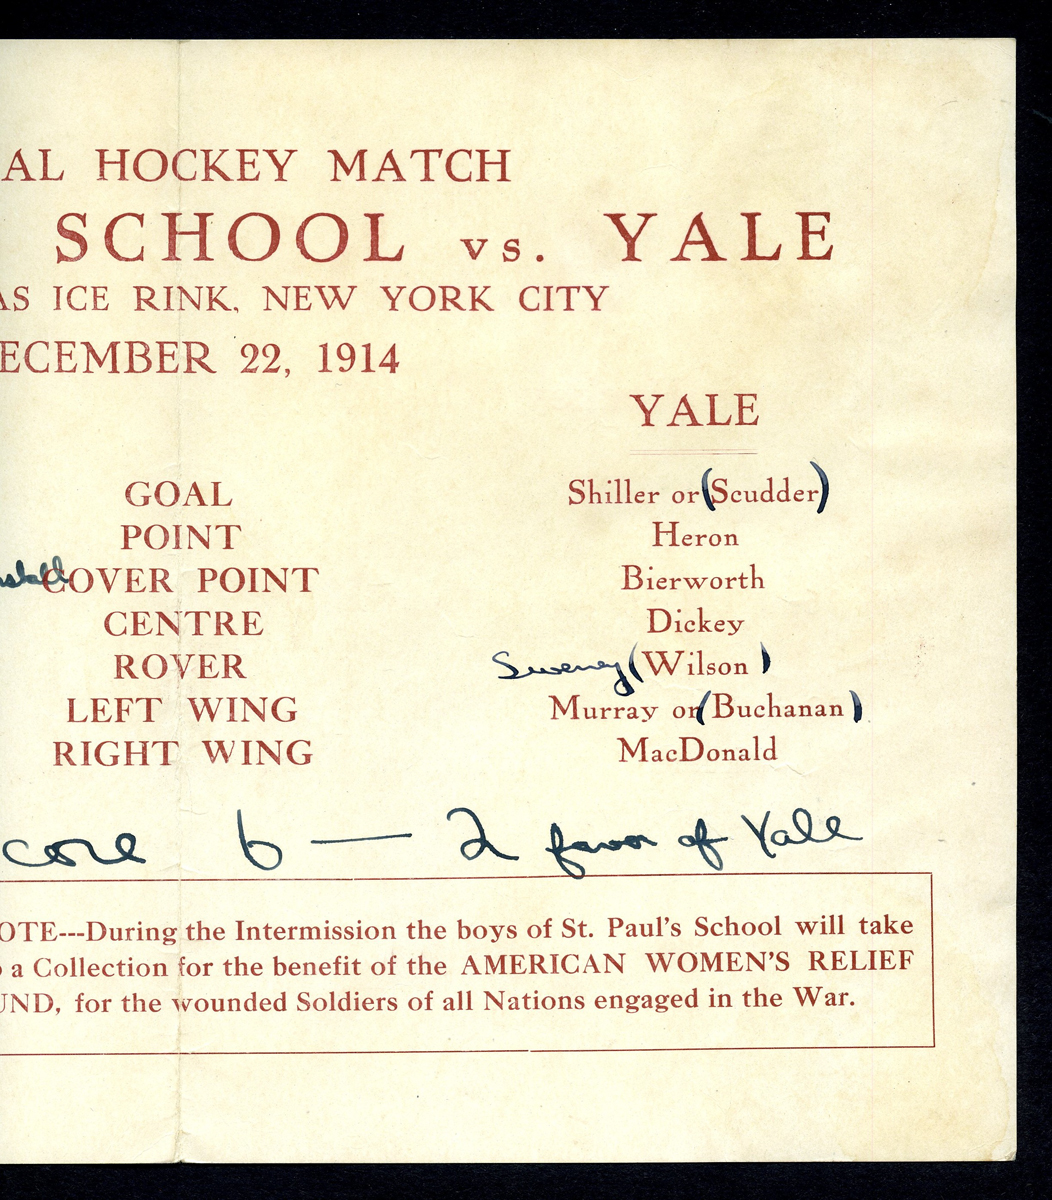 AL HOCKEY MATCH
SCHOOL vs. YALE
AS ICE RINK, NEW YORK CITY
ECEMBER 22, 1914
YALE
GOAL Shiller or (Scudder)
POINT Heron
COVER POINT Bierworth
CENTRE Dickey
ROVER Sweney (Wilson)
LEFT WING Murray or (Buchanan)
RIGHT WING MacDonald
core 6 — 2 favor of Yale
OTE---During the Intermission the boys of St. Paul's School will take
a Collection for the benefit of the AMERICAN WOMEN'S RELIEF
UND, for the wounded Soldiers of all Nations engaged in the War.